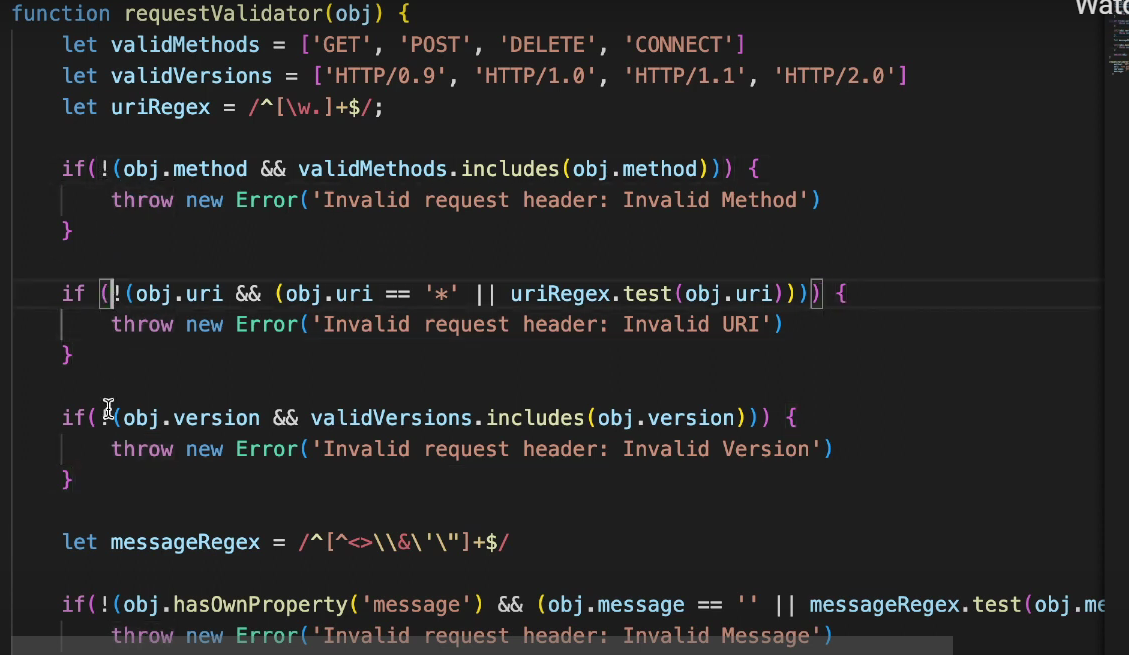 Watc
function requestValidator(obj) {
let validMethods = ['GET', 'POST', 'DELETE', 'CONNECT']
let validVersions = ['HTTP/0.9', 'HTTP/1.0', 'HTTP/1.1', 'HTTP/2.0']
let uriRegex = /^[\w.]+$/;
if(!(obj.method && validMethods.includes(obj.method))) {
throw new Error('Invalid request header: Invalid Method')
}
if (!(obj.uri && (obj.uri == '*' || uriRegex.test(obj.uri)))) {
throw new Error('Invalid request header: Invalid URI')
}
if(!(obj.version && validVersions.includes(obj.version))) {
throw new Error('Invalid request header: Invalid Version')
}
let messageRegex = /^[^<>\\&\'\"]+$/
if(!(obj.hasOwnProperty('message') && (obj.message == '' || messageRegex.test(obj.me
throw new Error('Invalid request header: Invalid Message')